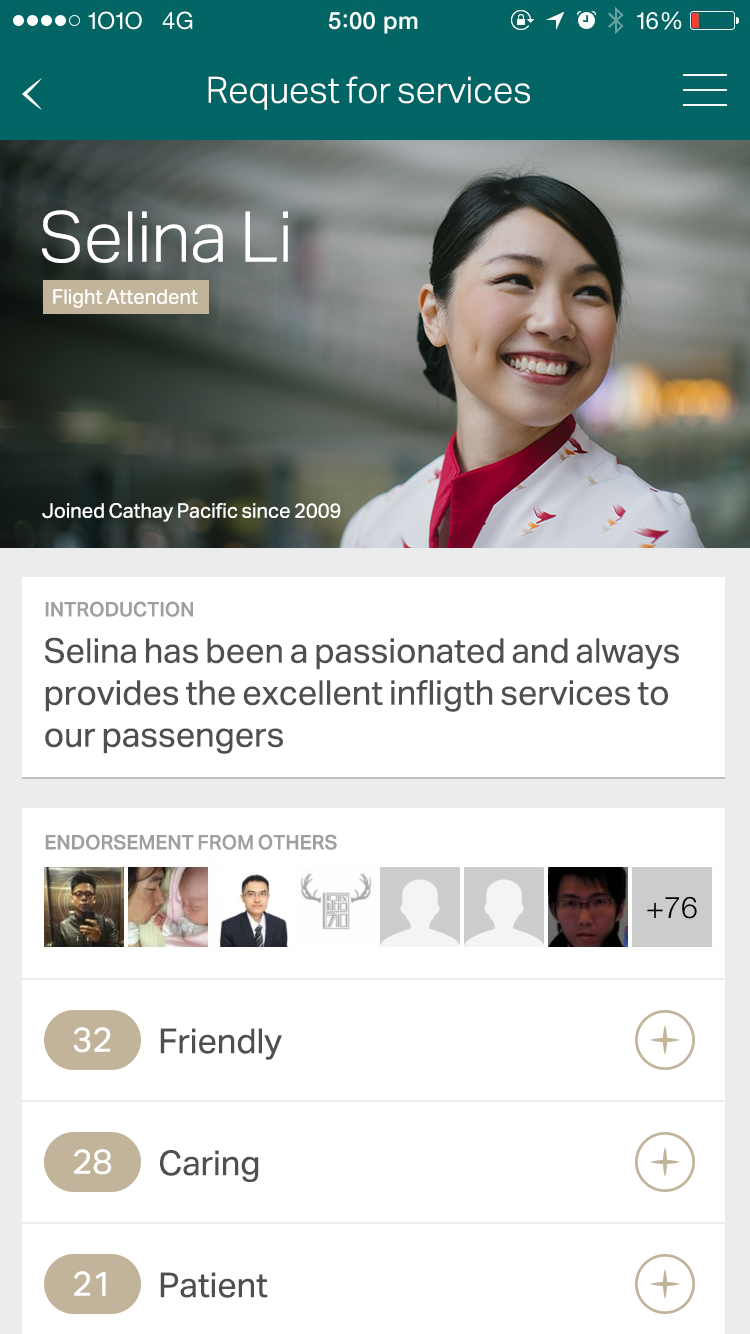 1010 4G 5:00 pm 16%
Request for services
Selina Li
Flight Attendent
Joined Cathay Pacific since 2009
INTRODUCTION
Selina has been a passionated and always
provides the excellent infligth services to
our passengers
ENDORSEMENT FROM OTHERS
+76
32 Friendly
28 Caring
21 Patient